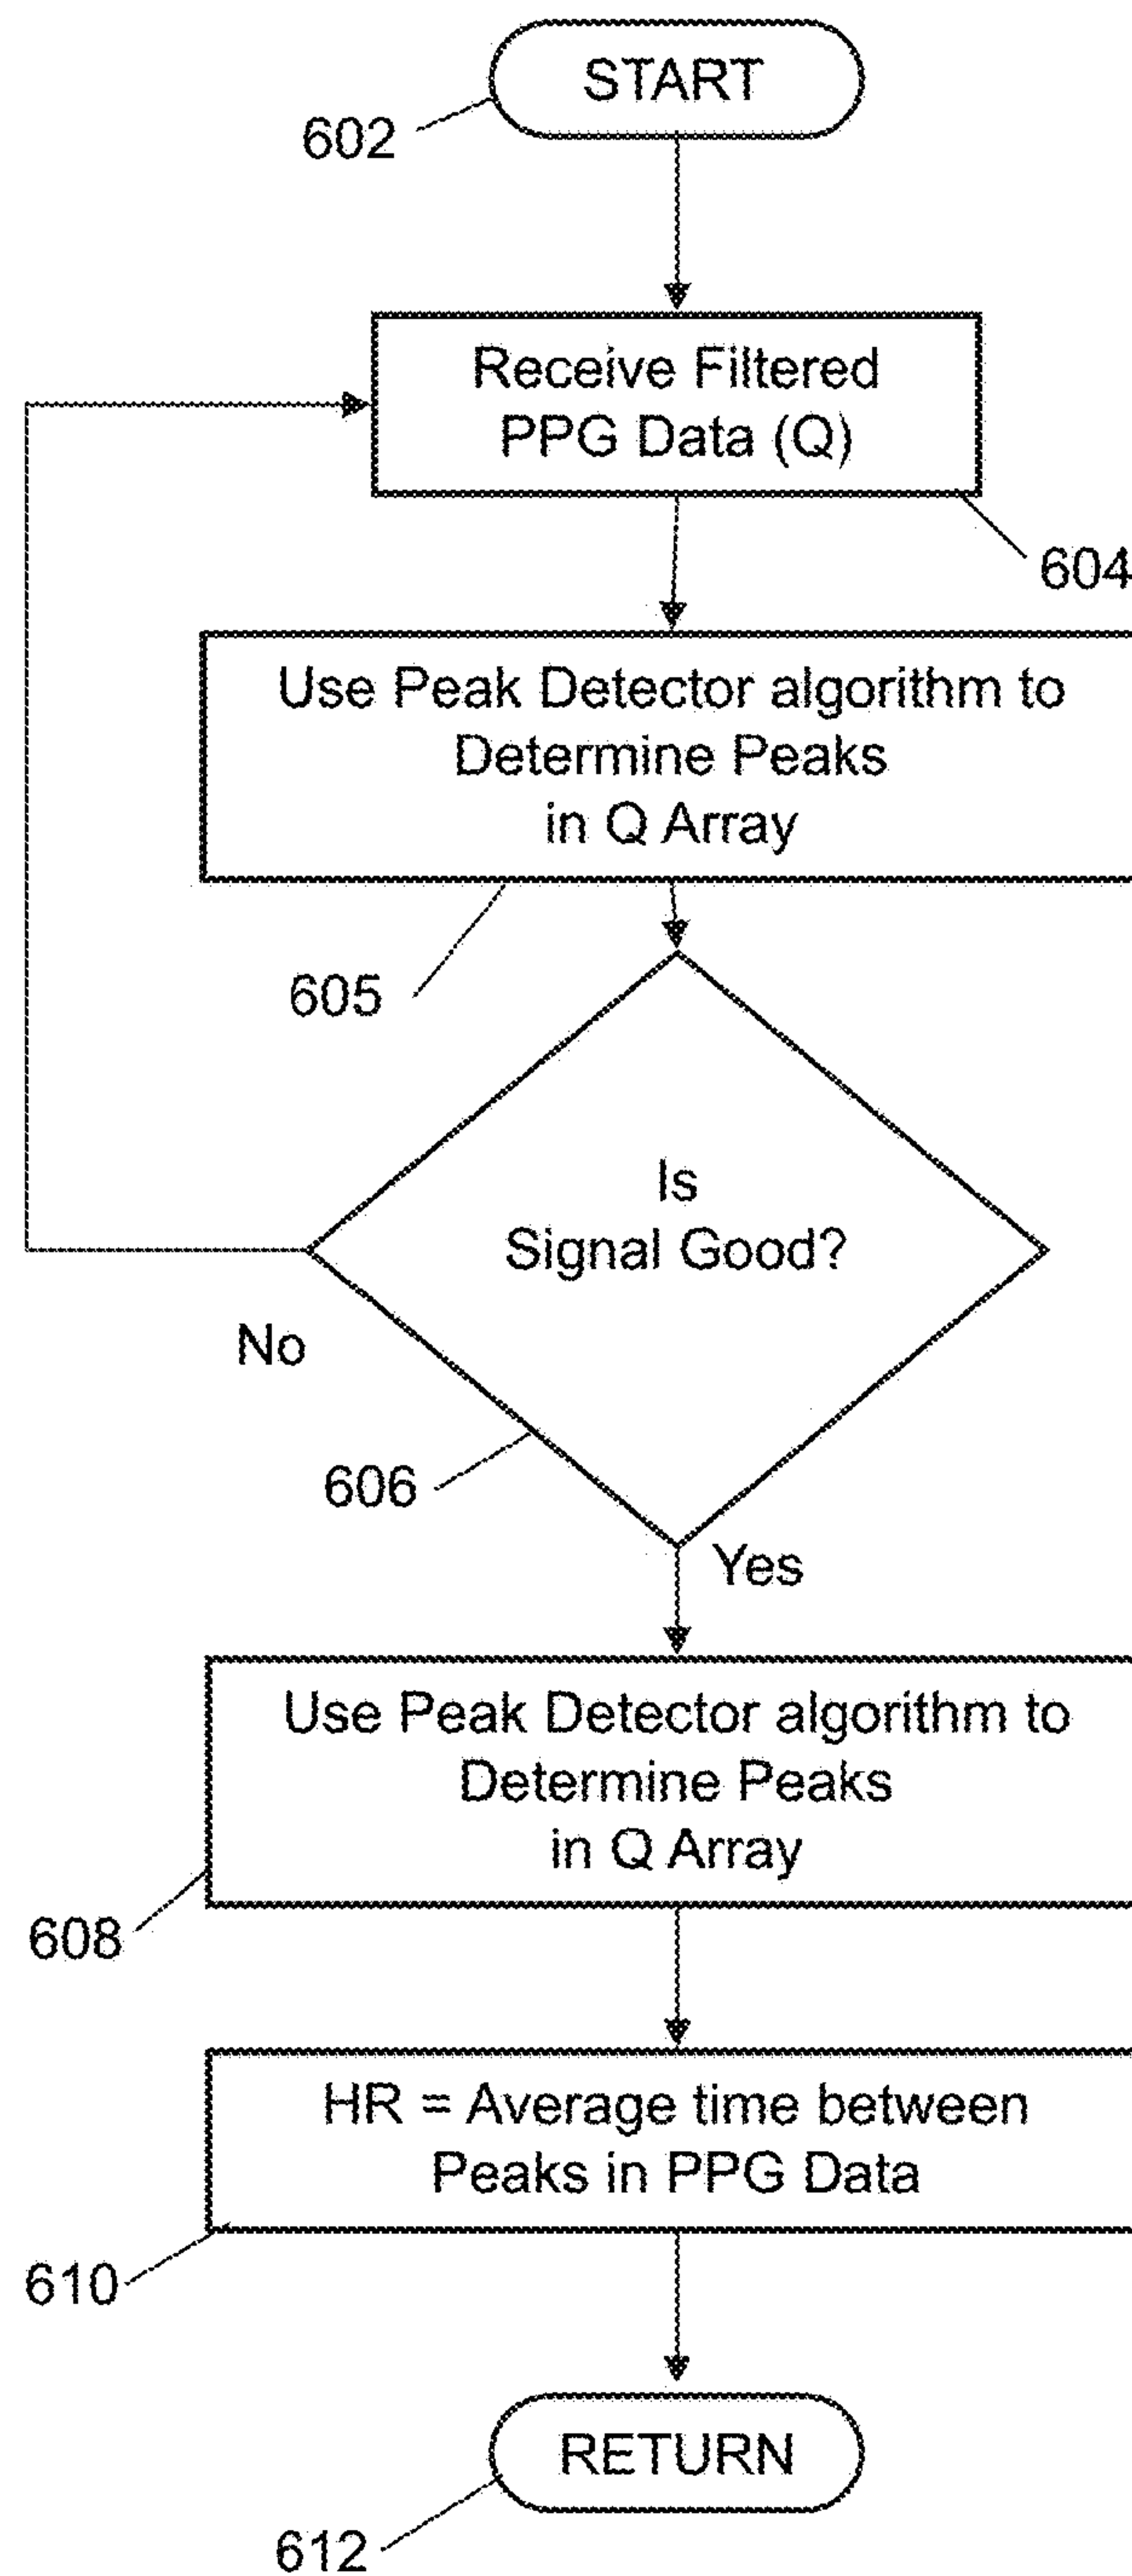 START
602
Receive Filtered
PPG Data (Q)
604
Use Peak Detector algorithm to
Determine Peaks
in Q Array
605
Is
Signal Good?
No
606
Yes
Use Peak Detector algorithm to
Determine Peaks
in Q Array
608
HR = Average time between
Peaks in PPG Data
610
RETURN
612